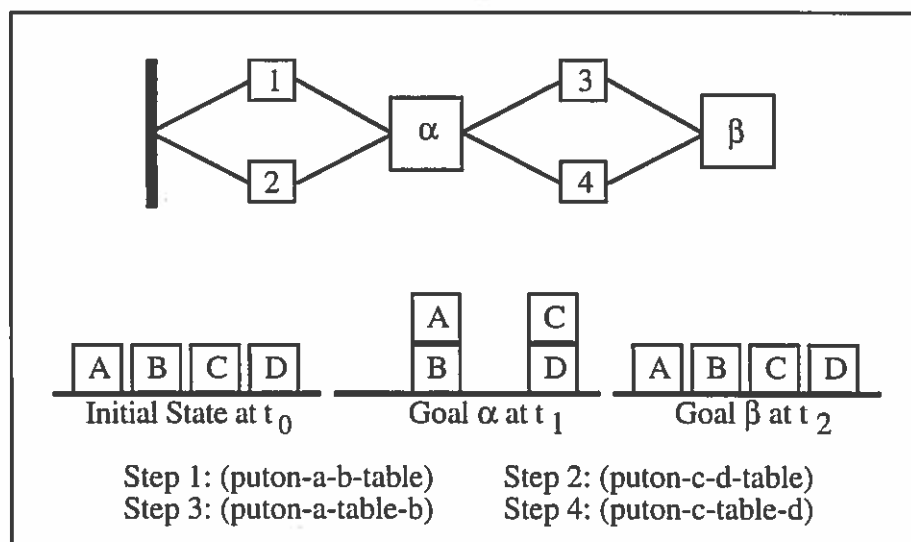 1
3
α
β
2
4
A
C
A B C D
B
D
A B C D
Initial State at t0
Goal α at t1
Goal β at t2
Step 1: (puton-a-b-table)
Step 2: (puton-c-d-table)
Step 3: (puton-a-table-b)
Step 4: (puton-c-table-d)